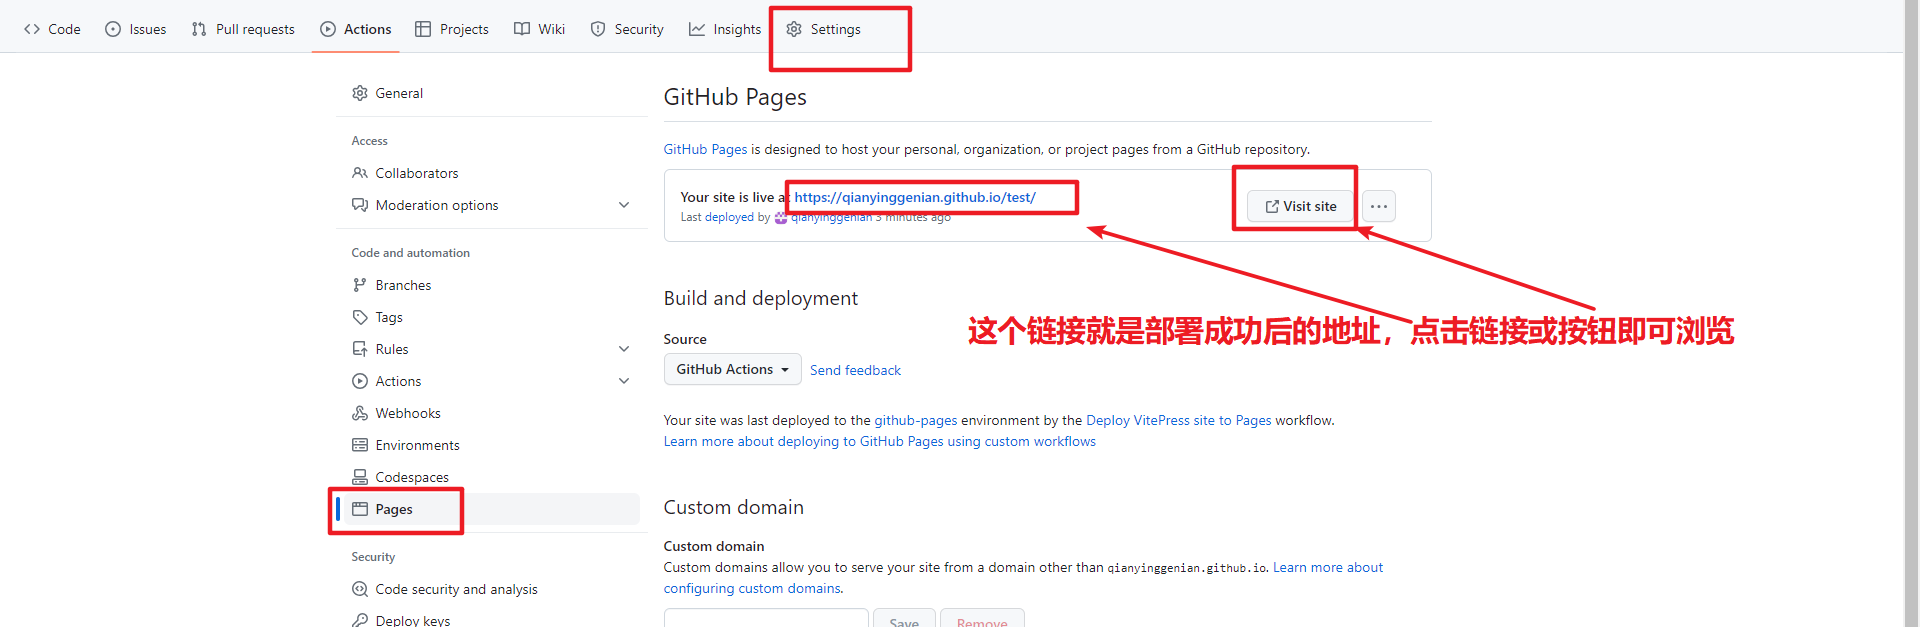 Code Issues Pull requests Actions Projects Wiki Security Insights Settings
General
Access
Collaborators
Moderation options
Code and automation
Branches
Tags
Rules
Actions
Webhooks
Environments
Codespaces
Pages
Security
Code security and analysis
Deploy keys
GitHub Pages
GitHub Pages is designed to host your personal, organization, or project pages from a GitHub repository.
Your site is live at https://qianyinggenian.github.io/test/
Last deployed by qianyinggenian 3 minutes ago
Visit site
这个链接就是部署成功后的地址，点击链接或按钮即可浏览
Build and deployment
Source
GitHub Actions Send feedback
Your site was last deployed to the github-pages environment by the Deploy VitePress site to Pages workflow.
Learn more about deploying to GitHub Pages using custom workflows
Custom domain
Custom domain
Custom domains allow you to serve your site from a domain other than qianyinggenian.github.io. Learn more about
configuring custom domains.
Save Remove